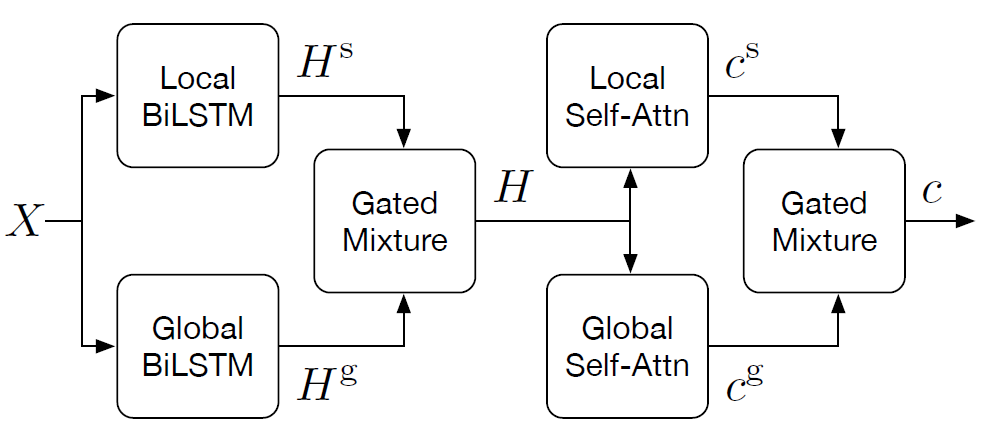 X
Local
BiLSTM
H^s
Global
BiLSTM
H^g
Gated
Mixture
H
Local
Self-Attn
c^s
Global
Self-Attn
c^g
Gated
Mixture
c